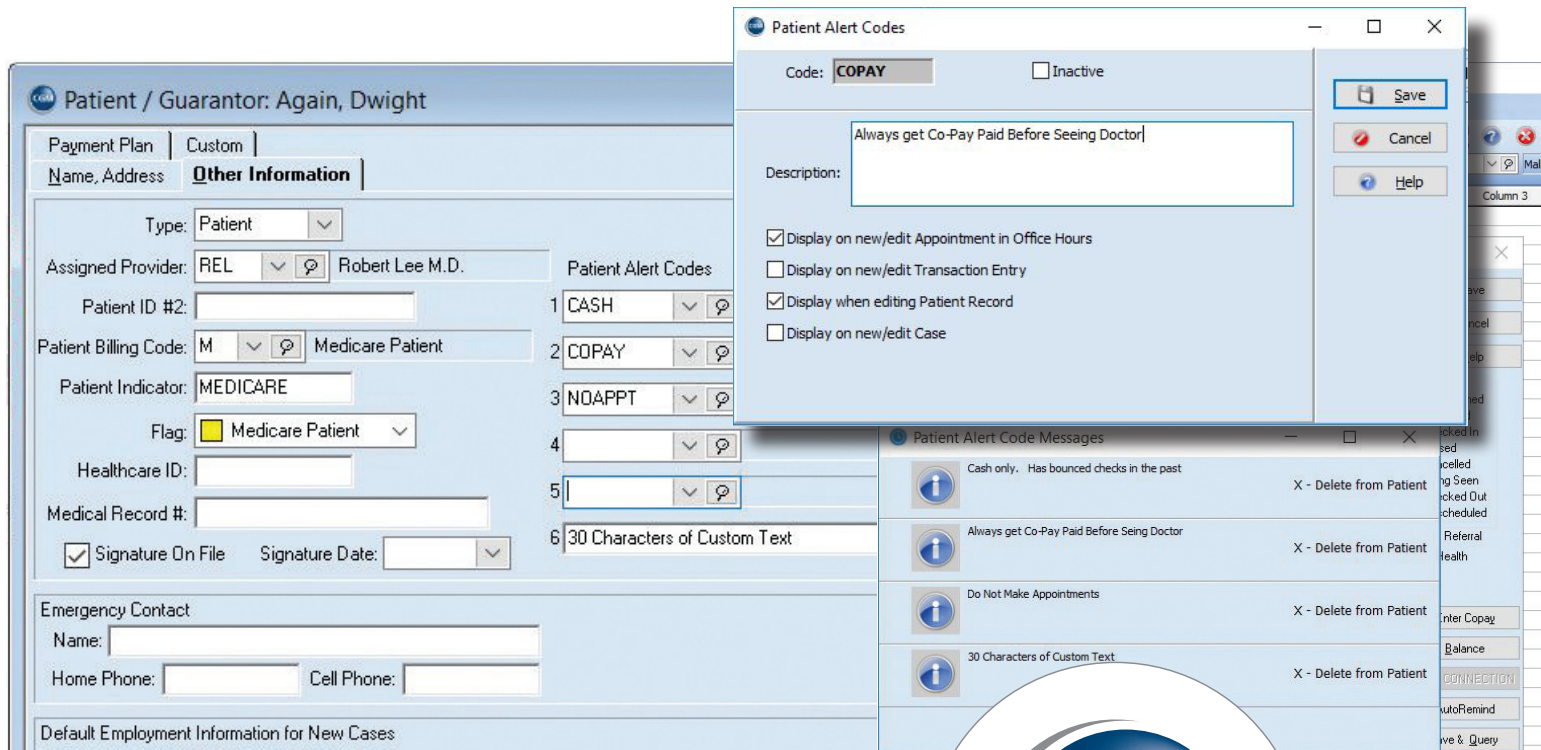 Patient / Guarantor: Again, Dwight
Payment Plan
Custom
Name, Address
Other Information
Type: Patient
Assigned Provider: REL Robert Lee M.D.
Patient ID #2:
Patient Billing Code: M Medicare Patient
Patient Indicator: MEDICARE
Flag: Medicare Patient
Healthcare ID:
Medical Record #:
Signature On File Signature Date:
Patient Alert Codes
1 CASH
2 COPAY
3 NOAPPT
4
5
6 30 Characters of Custom Text
Emergency Contact
Name:
Home Phone: Cell Phone:
Default Employment Information for New Cases
Patient Alert Codes
Code: COPAY Inactive
Description: Always get Co-Pay Paid Before Seeing Doctor
Display on new/edit Appointment in Office Hours
Display on new/edit Transaction Entry
Display when editing Patient Record
Display on new/edit Case
Save
Cancel
Help
Patient Alert Code Messages
Cash only. Has bounced checks in the past
X - Delete from Patient
Always get Co-Pay Paid Before Seing Doctor
X - Delete from Patient
Do Not Make Appointments
X - Delete from Patient
30 Characters of Custom Text
X - Delete from Patient
Column 3
Referral
Copay
Balance
CONNECTION
Query